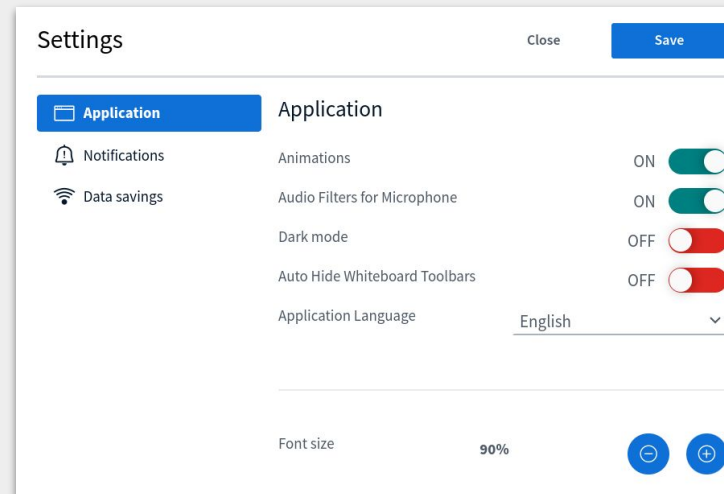 Settings
Close
Save
Application
Notifications
Data savings
Application
Animations
ON
Audio Filters for Microphone
ON
Dark mode
OFF
Auto Hide Whiteboard Toolbars
OFF
Application Language
English
Font size
90%